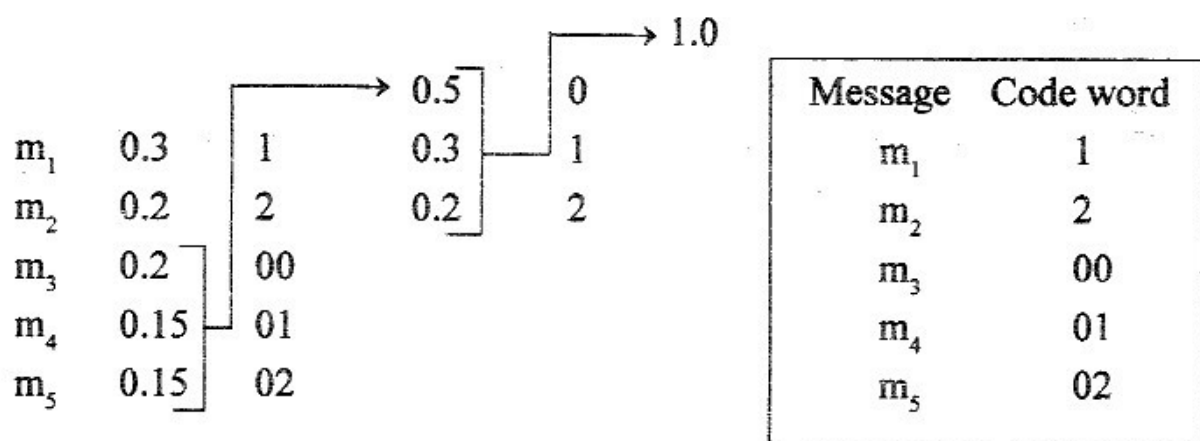 1.0
0.5 0 Message Code word
m₁ 0.3 1 0.3 1 m₁ 1
m₂ 0.2 2 0.2 2 m₂ 2
m₃ 0.2 00 m₃ 00
m₄ 0.15 01 m₄ 01
m₅ 0.15 02 m₅ 02